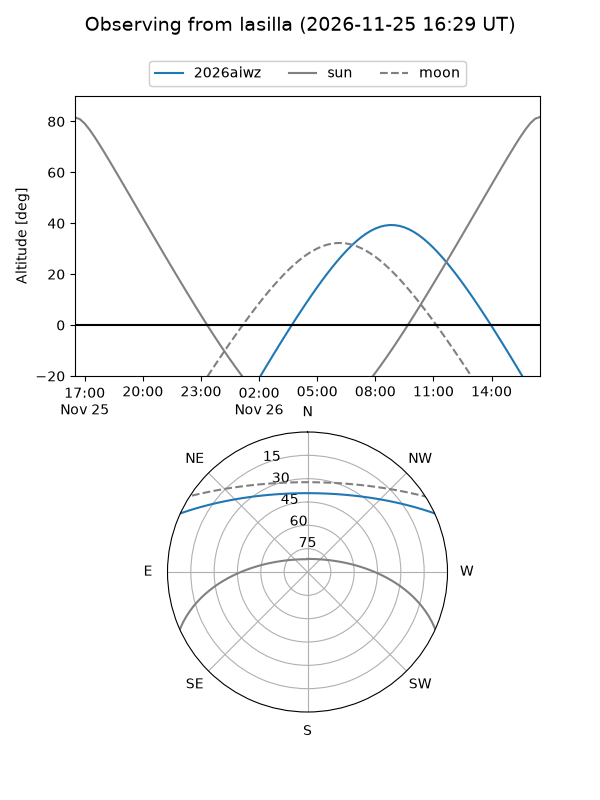 Observing from lasilla (2026-11-25 16:29 UT)
2026aiwz
sun
moon
Altitude [deg]
80
60
40
20
0
−20
17:00 20:00 23:00 02:00 05:00 08:00 11:00 14:00
Nov 25 Nov 26
N
NE NW
15
30
45
60
75
E W
SE SW
S